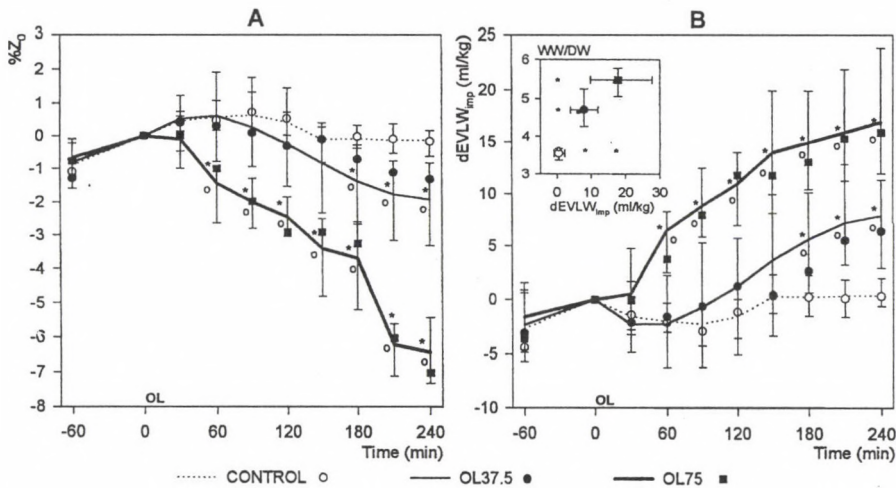 A
B
%Z0
3
2
1
0
-1
-2
-3
-4
-5
-6
-7
-8
OL
-60 0 60 120 180 240
Time (min)
dEVLWimp (ml/kg)
25
20
15
10
5
0
-5
-10
WW/DW
6
5
4
3
0 10 20 30
dEVLWimp (ml/kg)
OL
-60 0 60 120 180 240
Time (min)
CONTROL OL37.5 OL75